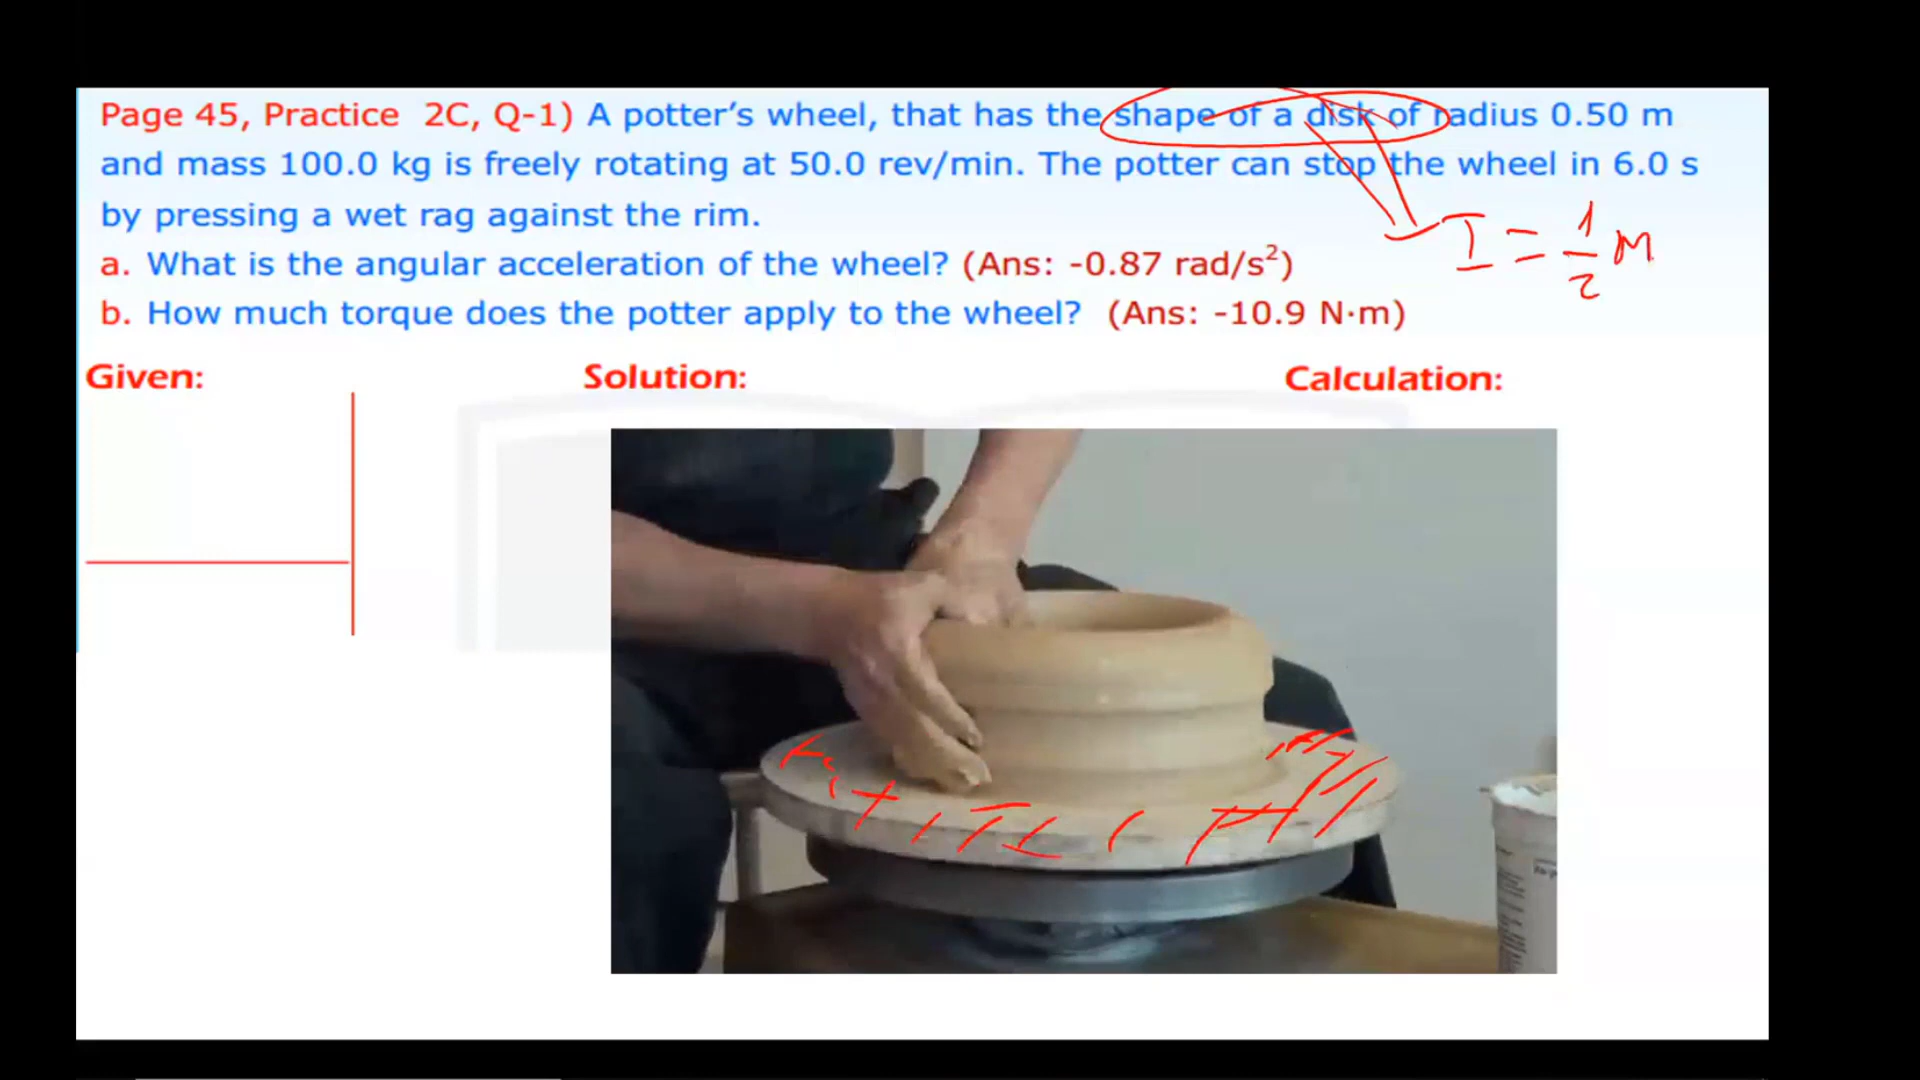 Page 45, Practice 2C, Q-1) A potter's wheel, that has the shape of a disk of radius 0.50 m
and mass 100.0 kg is freely rotating at 50.0 rev/min. The potter can stop the wheel in 6.0 s
by pressing a wet rag against the rim.
I = 1/2 M
a. What is the angular acceleration of the wheel? (Ans: -0.87 rad/s²)
b. How much torque does the potter apply to the wheel? (Ans: -10.9 N·m)
Given:
Solution:
Calculation: